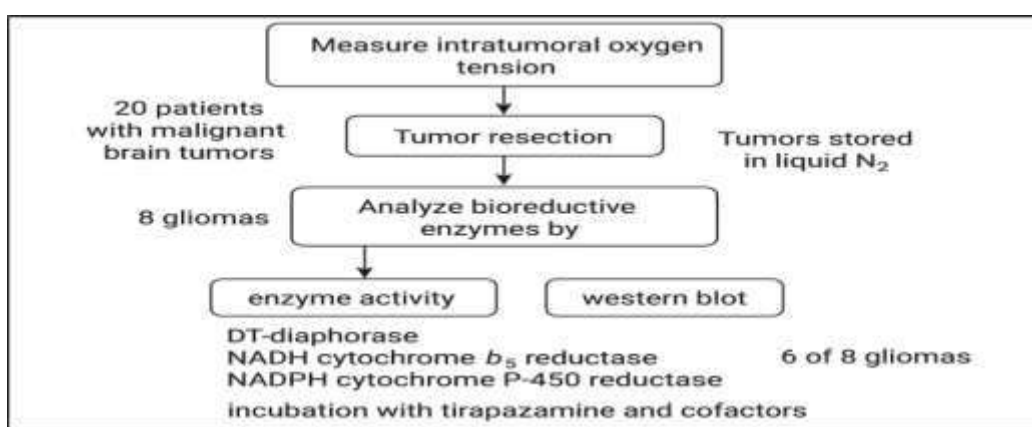 Measure intratumoral oxygen
tension
20 patients
with malignant
brain tumors
Tumor resection
Tumors stored
in liquid N₂
8 gliomas
Analyze bioreductive
enzymes by
enzyme activity
western blot
DT-diaphorase
NADH cytochrome b₅ reductase
NADPH cytochrome P-450 reductase
6 of 8 gliomas
incubation with tirapazamine and cofactors